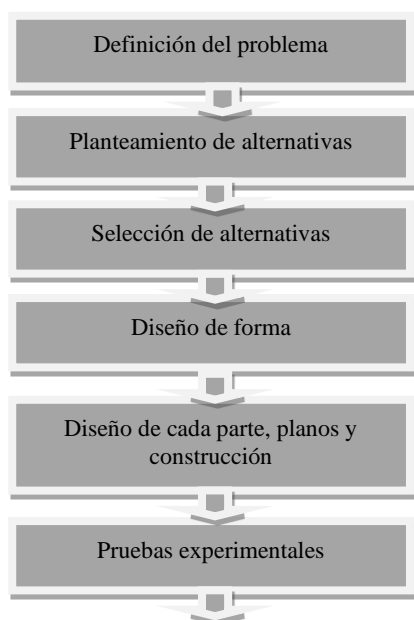 Definición del problema
Planteamiento de alternativas
Selección de alternativas
Diseño de forma
Diseño de cada parte, planos y
construcción
Pruebas experimentales